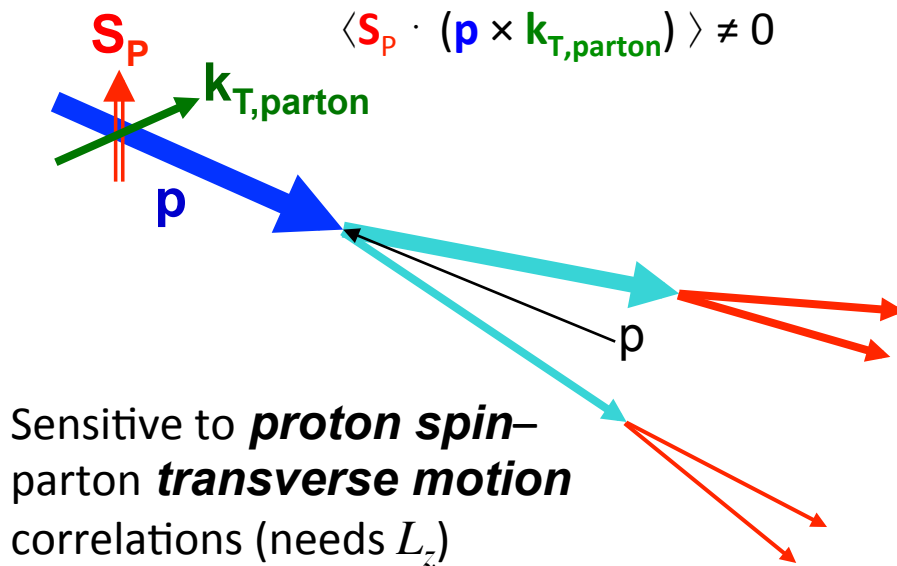 ⟨S_P · (p × k_T,parton) ⟩ ≠ 0
S_P
k_T,parton
p
p
Sensitive to proton spin–
parton transverse motion
correlations (needs L_z)